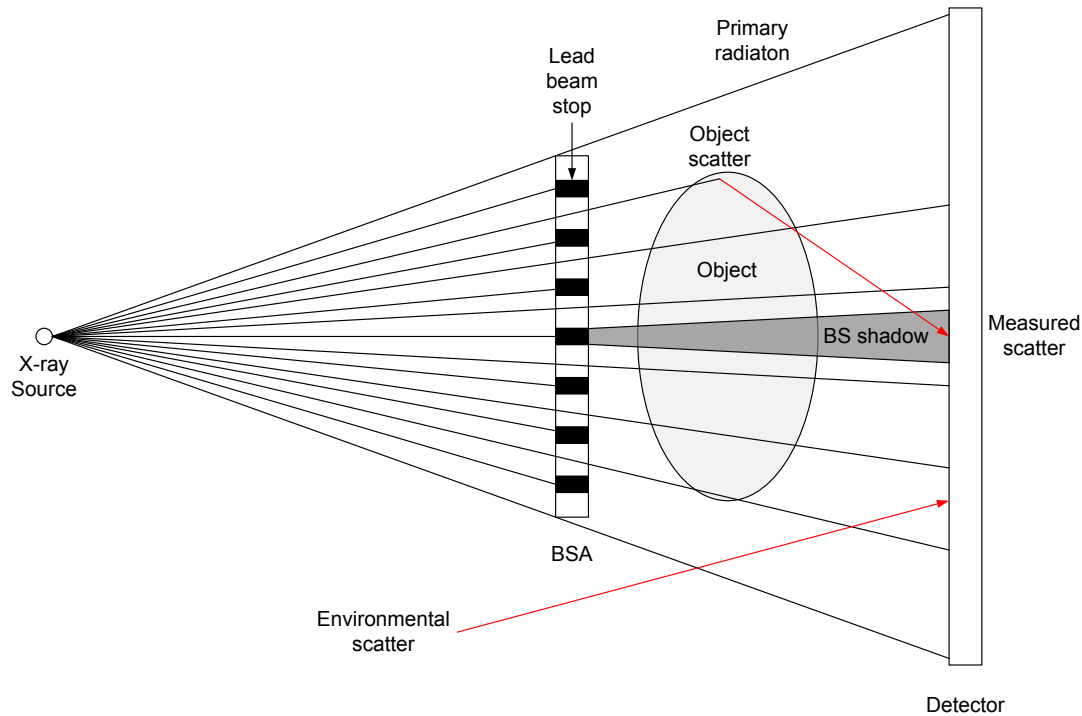 Primary
radiaton
Lead
beam
stop
Object
scatter
Object
BS shadow
Measured
scatter
X-ray
Source
BSA
Environmental
scatter
Detector